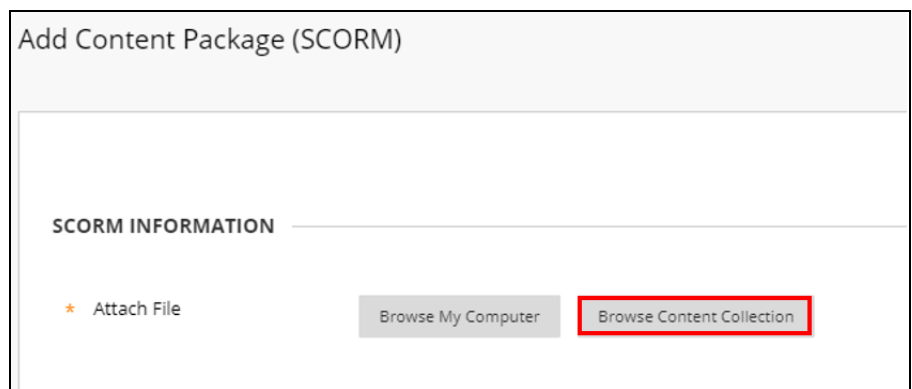 Add Content Package (SCORM)
SCORM INFORMATION
* Attach File Browse My Computer Browse Content Collection